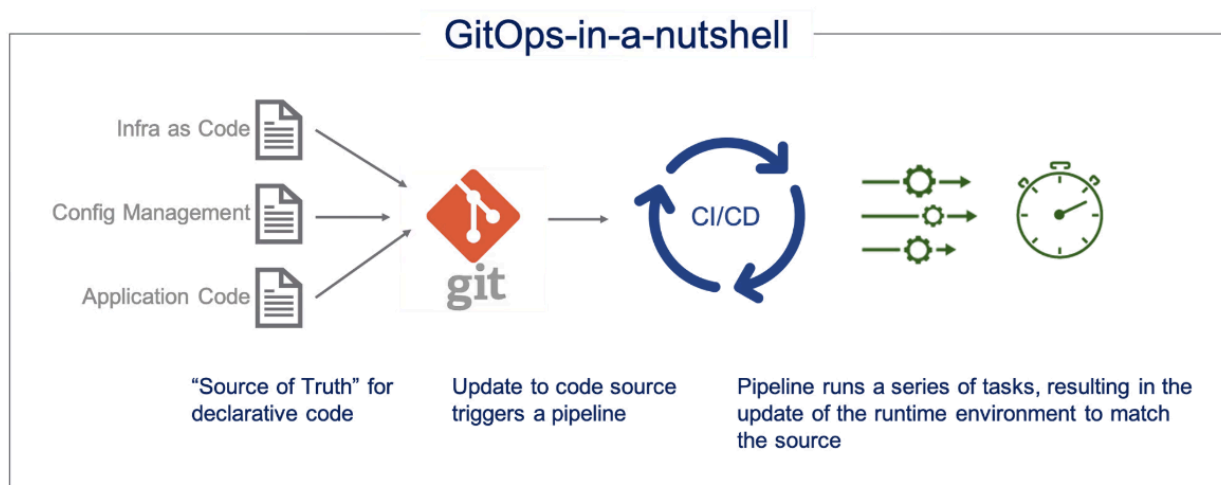 GitOps-in-a-nutshell
Infra as Code
Config Management
Application Code
git
CI/CD
“Source of Truth” for
declarative code
Update to code source
triggers a pipeline
Pipeline runs a series of tasks, resulting in the
update of the runtime environment to match
the source